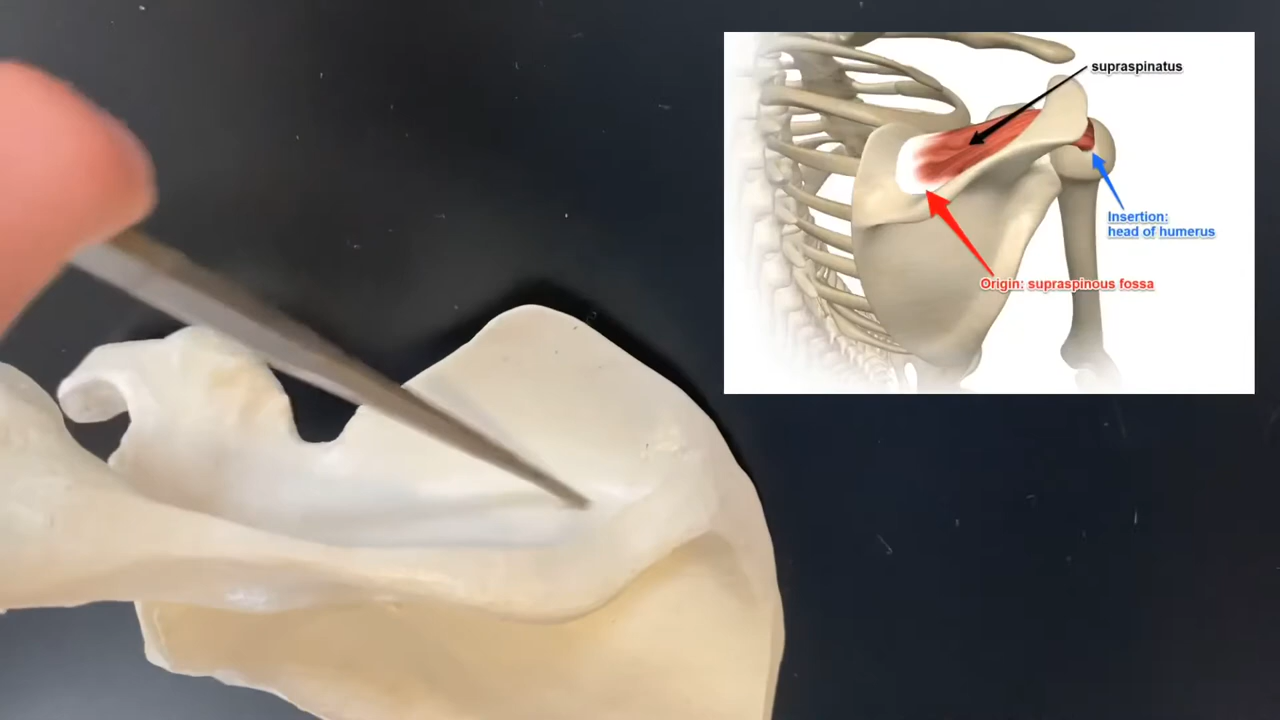 supraspinatus
Insertion:
head of humerus
Origin: supraspinous fossa